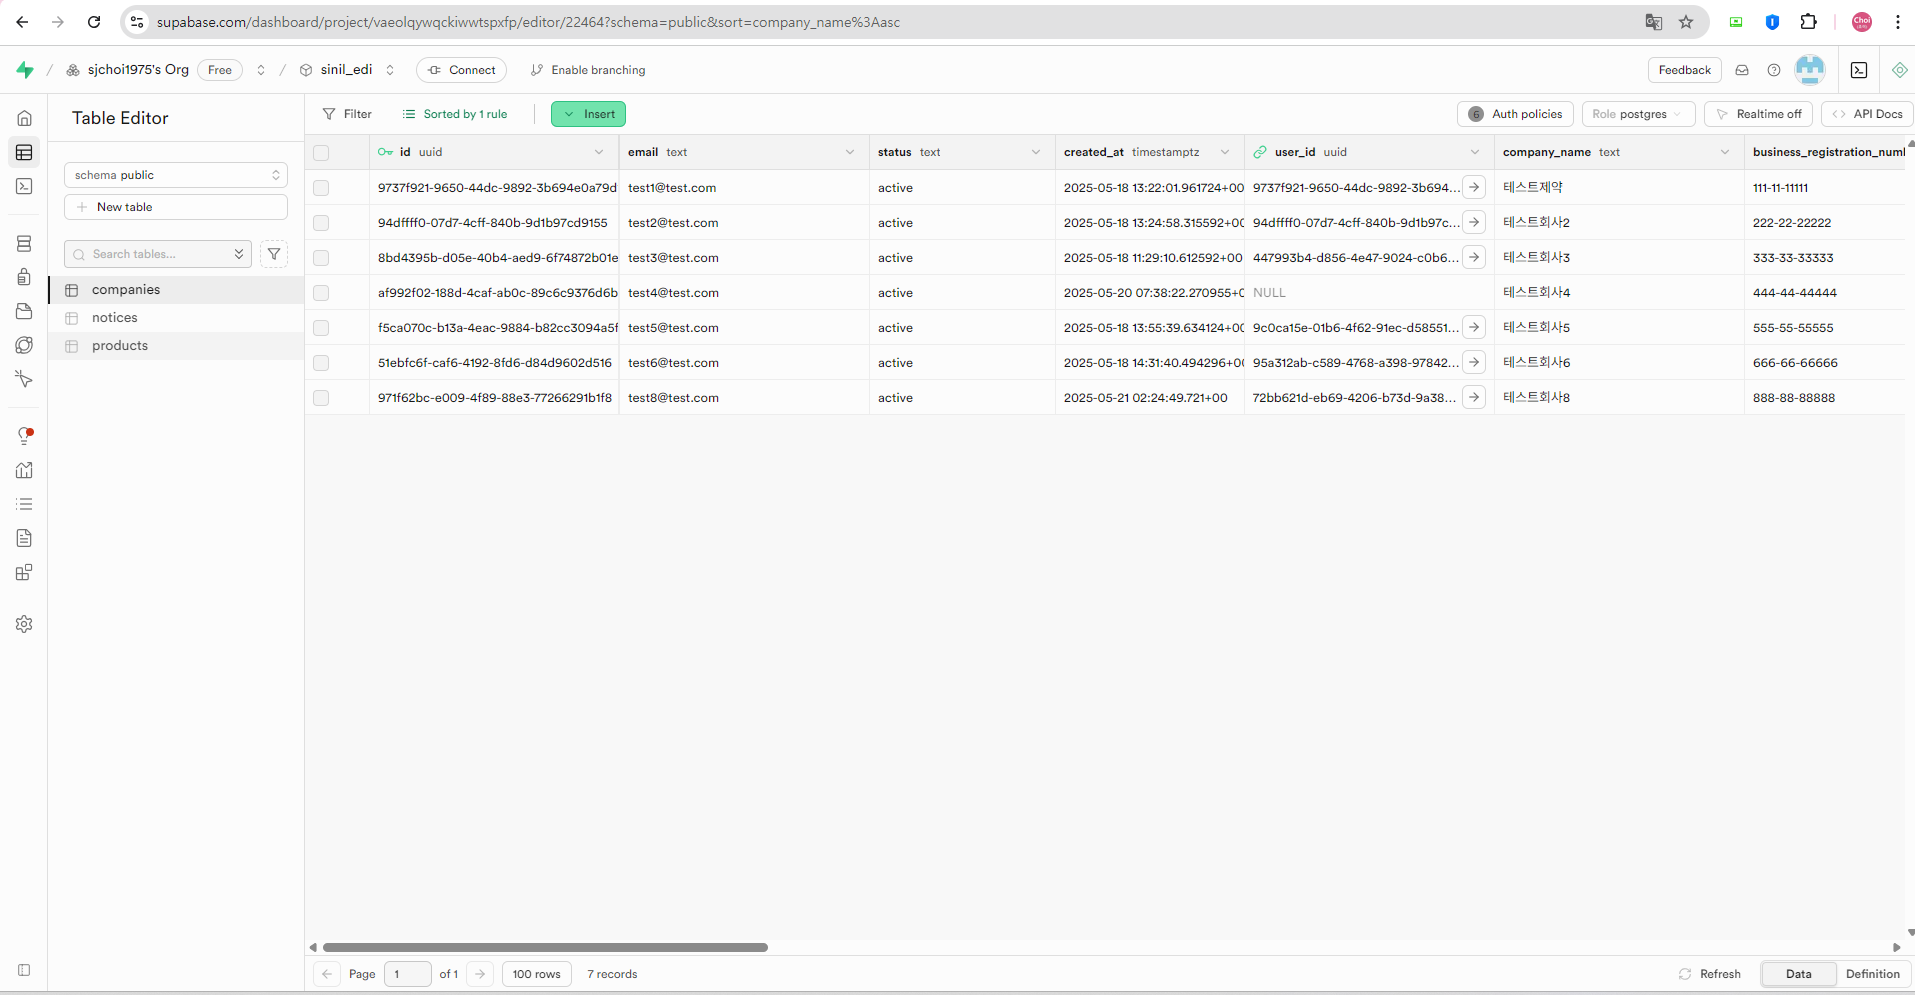 supabase.com/dashboard/project/vaeolqywqckiwwtspxfp/editor/22464?schema=public&sort=company_name%3Aasc
Choi
/ sjchoi1975's Org Free / sinil_edi Connect Enable branching Feedback
Table Editor
Filter Sorted by 1 rule Insert 6 Auth policies Role postgres Realtime off API Docs
schema public
New table
Search tables...
companies
notices
products
id uuid email text status text created_at timestamptz user_id uuid company_name text business_registration_num
9737f921-9650-44dc-9892-3b694e0a79d test1@test.com active 2025-05-18 13:22:01.961724+00 9737f921-9650-44dc-9892-3b694... 테스트제약 111-11-11111
94dffff0-07d7-4cff-840b-9d1b97cd9155 test2@test.com active 2025-05-18 13:24:58.315592+00 94dffff0-07d7-4cff-840b-9d1b97c... 테스트회사2 222-22-22222
8bd4395b-d05e-40b4-aed9-6f74872b01e test3@test.com active 2025-05-18 11:29:10.612592+00 447993b4-d856-4e47-9024-c0b6... 테스트회사3 333-33-33333
af992f02-188d-4caf-ab0c-89c6c9376d6b test4@test.com active 2025-05-20 07:38:22.270955+0 NULL 테스트회사4 444-44-44444
f5ca070c-b13a-4eac-9884-b82cc3094a5f test5@test.com active 2025-05-18 13:55:39.634124+00 9c0ca15e-01b6-4f62-91ec-d58551... 테스트회사5 555-55-55555
51ebfc6f-caf6-4192-8fd6-d84d9602d516 test6@test.com active 2025-05-18 14:31:40.494296+00 95a312ab-c589-4768-a398-97842... 테스트회사6 666-66-66666
971f62bc-e009-4f89-88e3-77266291b1f8 test8@test.com active 2025-05-21 02:24:49.721+00 72bb621d-eb69-4206-b73d-9a38... 테스트회사8 888-88-88888
Page 1 of 1 100 rows 7 records Refresh Data Definition